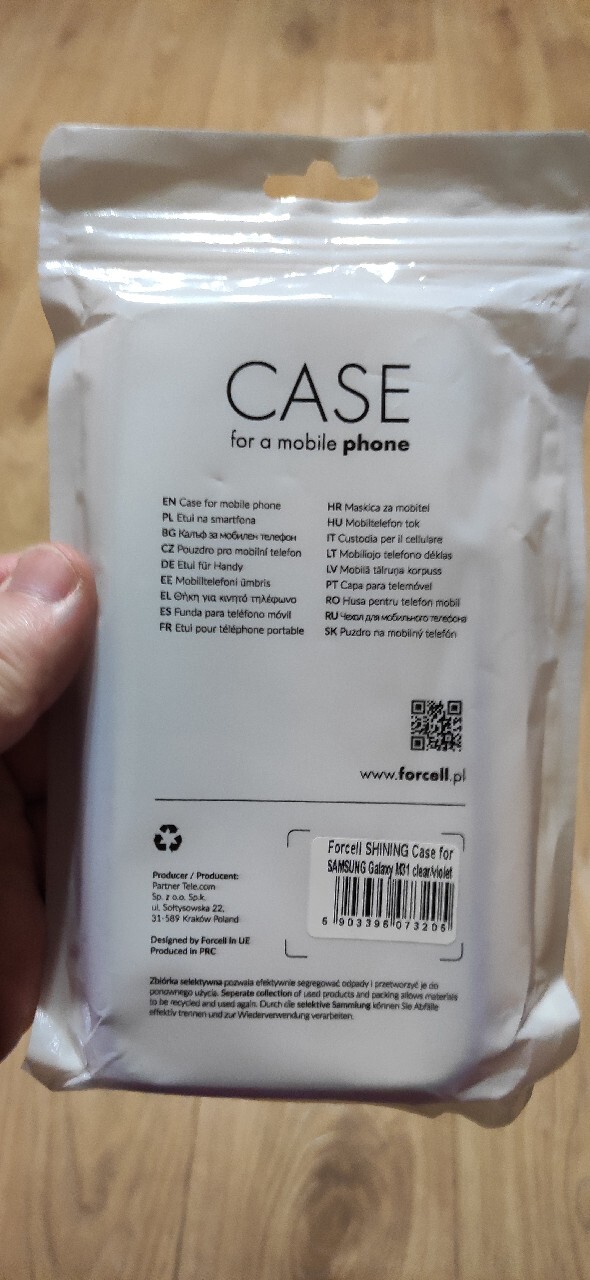 CASE
for a mobile phone
EN Case for mobile phone
PL Etui na smartfona
BG Калъф за мобилен телефон
CZ Pouzdro pro mobilní telefon
DE Etui für Handy
EE Mobiiltelefoni ümbris
EL Θήκη για κινητό τηλέφωνο
ES Funda para teléfono móvil
FR Etui pour téléphone portable
HR Maskica za mobitel
HU Mobiltelefon tok
IT Custodia per il cellulare
LT Mobiliojo telefono dėklas
LV Mobilā tālruņa korpuss
PT Capa para telemóvel
RO Husa pentru telefon mobil
RU Чехол для мобильного телефона
SK Puzdro na mobilný telefón
www.forcell.pl
Producer / Producent:
Partner Tele.com
Sp. z o.o. Sp.k.
ul. Sołtysowska 22,
31-589 Kraków Poland
Designed by Forcell in UE
Produced in PRC
Forcell SHINING Case for
SAMSUNG Galaxy M31 clear/violet
5 903396 073205
Zbiórka selektywna pozwala efektywnie segregować odpady i przetworzyć je do
ponownego użycia. Seperate collection of used products and packing allows materials
to be recycled and used again. Durch die selektive Sammlung können Sie Abfälle
effektiv trennen und zur Wiederverwendung verarbeiten.